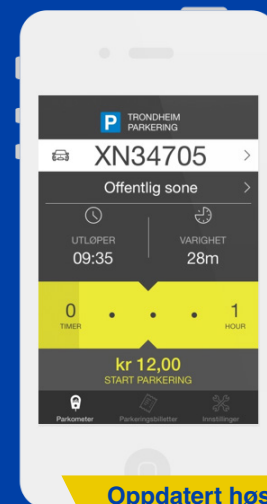 P TRONDHEIM
PARKERING
XN34705
Offentlig sone
UTLØPER VARIGHET
09:35 28m
0 1
TIMER HOUR
kr 12,00
START PARKERING
Parkometer Parkeringsbilletter Innstillinger
Oppdatert høs